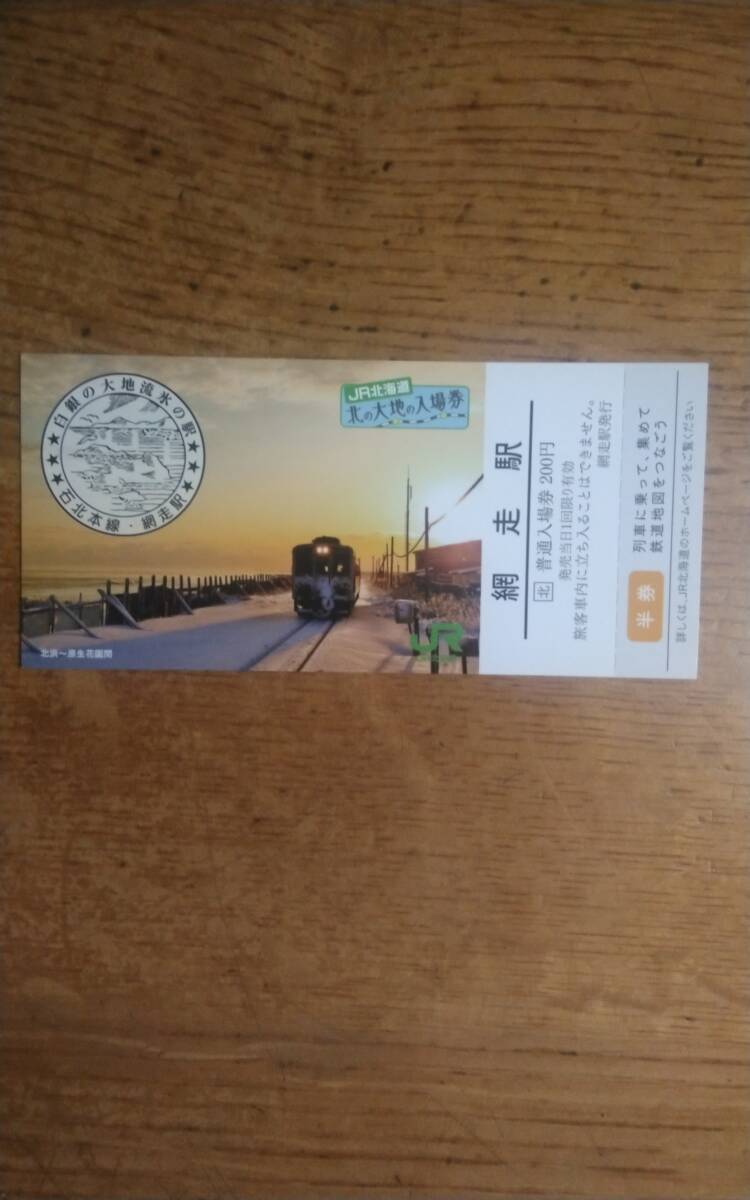 ★★★白銀の大地流氷の駅★★★
石北本線・網走駅
JR北海道
北の大地の入場券
北浜〜原生花園間
JR
網走駅
北 普通入場券 200円
発売当日1回限り有効
旅客車内に立ち入ることはできません。
網走駅発行
半券
列車に乗って、集めて
鉄道地図をつなごう
詳しくは、JR北海道のホームページをご覧ください